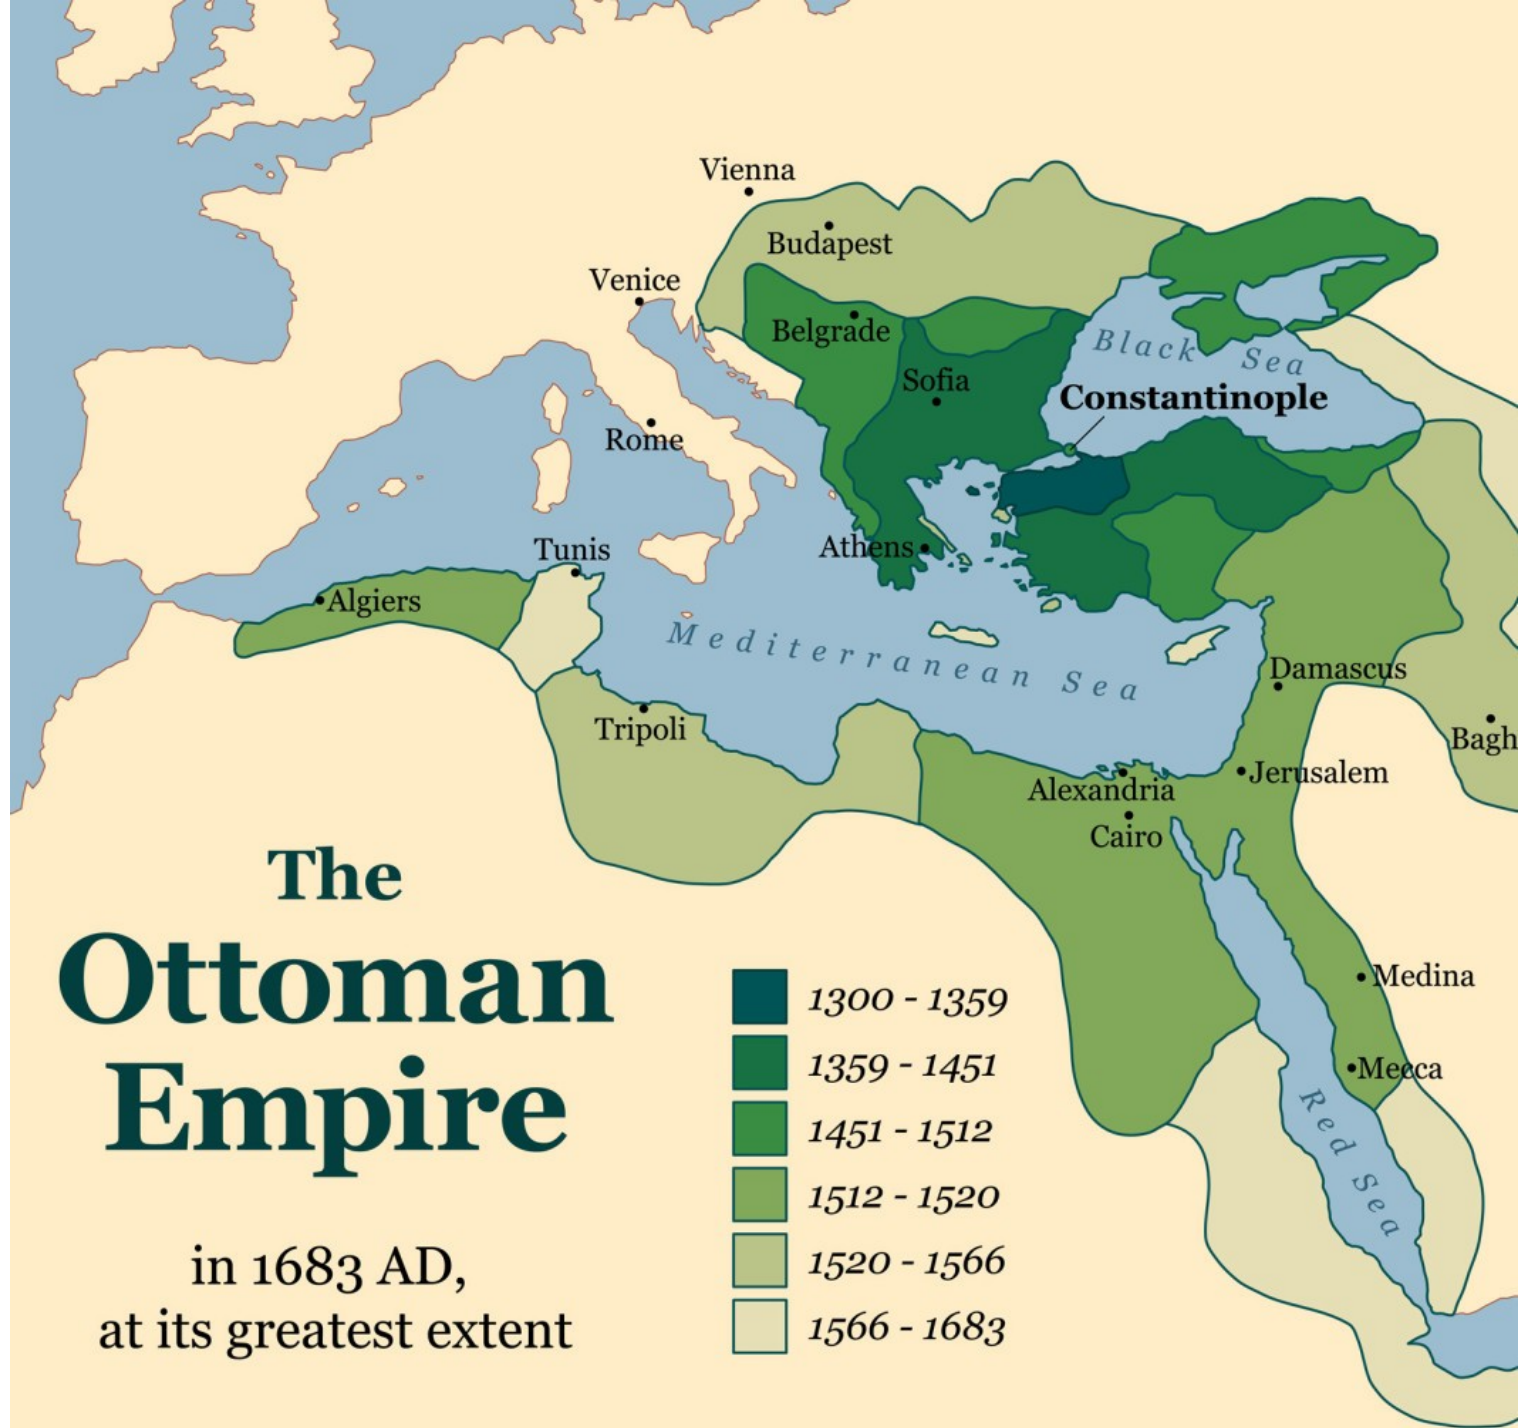 Vienna
Budapest
Venice
Belgrade
Black Sea
Sofia
Constantinople
Rome
Athens
Tunis
Algiers
Mediterranean Sea
Damascus
Tripoli
Bagh
Jerusalem
Alexandria
Cairo
Medina
Mecca
Red Sea
The
Ottoman
Empire
in 1683 AD,
at its greatest extent
1300 - 1359
1359 - 1451
1451 - 1512
1512 - 1520
1520 - 1566
1566 - 1683